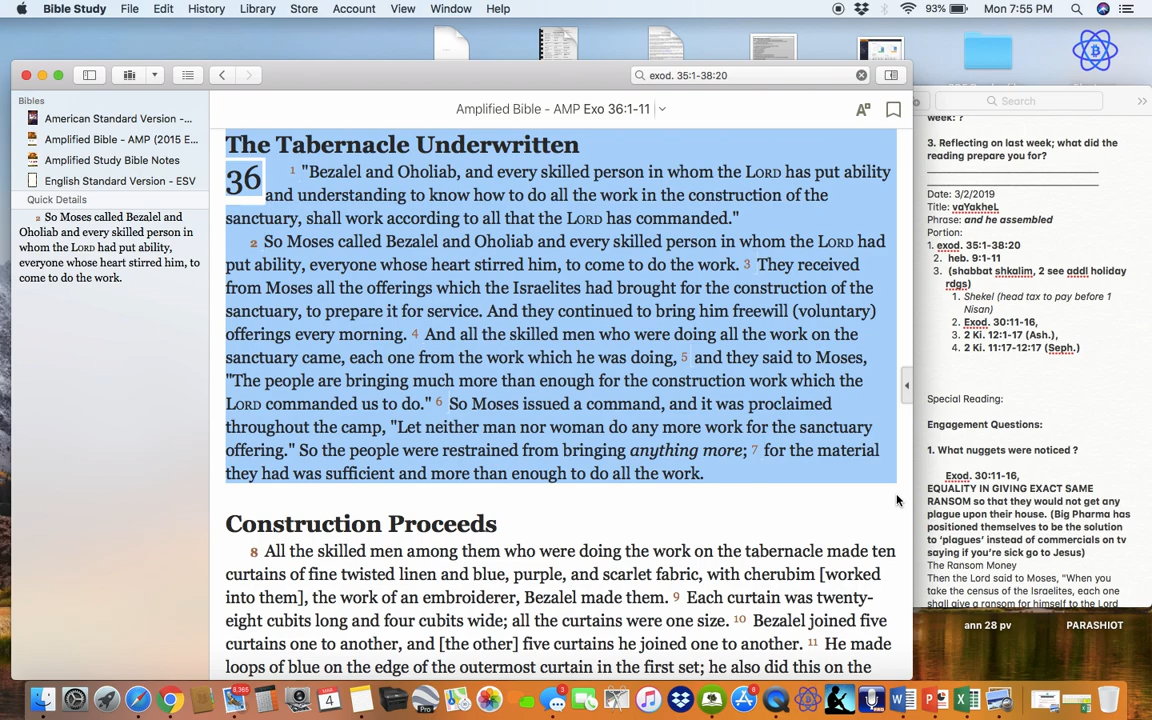 Bible Study File Edit History Library Store Account View Window Help 93% Mon 7:55 PM
exod. 35:1-38:20
Search
Bibles
American Standard Version -...
Amplified Bible - AMP (2015 E...
Amplified Study Bible Notes
English Standard Version - ESV
Quick Details
2 So Moses called Bezalel and
Oholiab and every skilled person in
whom the LORD had put ability,
everyone whose heart stirred him, to
come to do the work.
Amplified Bible - AMP Exo 36:1-11
The Tabernacle Underwritten
36 1 "Bezalel and Oholiab, and every skilled person in whom the LORD has put ability
and understanding to know how to do all the work in the construction of the
sanctuary, shall work according to all that the LORD has commanded."
2 So Moses called Bezalel and Oholiab and every skilled person in whom the LORD had
put ability, everyone whose heart stirred him, to come to do the work. 3 They received
from Moses all the offerings which the Israelites had brought for the construction of the
sanctuary, to prepare it for service. And they continued to bring him freewill (voluntary)
offerings every morning. 4 And all the skilled men who were doing all the work on the
sanctuary came, each one from the work which he was doing, 5 and they said to Moses,
"The people are bringing much more than enough for the construction work which the
LORD commanded us to do." 6 So Moses issued a command, and it was proclaimed
throughout the camp, "Let neither man nor woman do any more work for the sanctuary
offering." So the people were restrained from bringing anything more; 7 for the material
they had was sufficient and more than enough to do all the work.
Construction Proceeds
8 All the skilled men among them who were doing the work on the tabernacle made ten
curtains of fine twisted linen and blue, purple, and scarlet fabric, with cherubim [worked
into them], the work of an embroiderer, Bezalel made them. 9 Each curtain was twenty-
eight cubits long and four cubits wide; all the curtains were one size. 10 Bezalel joined five
curtains one to another, and [the other] five curtains he joined one to another. 11 He made
loops of blue on the edge of the outermost curtain in the first set; he also did this on the
week: ?
3. Reflecting on last week; what did the
reading prepare you for?
Date: 3/2/2019
Title: vaYakheL
Phrase: and he assembled
Portion:
1. exod. 35:1-38:20
2. heb. 9:1-11
3. (shabbat shkalim, 2 see addl holiday
rdgs)
1. Shekel (head tax to pay before 1
Nisan)
2. Exod. 30:11-16,
3. 2 Ki. 12:1-17 (Ash.),
4. 2 Ki. 11:17-12:17 (Seph.)
Special Reading:
Engagement Questions:
1. What nuggets were noticed ?
Exod. 30:11-16,
EQUALITY IN GIVING EXACT SAME
RANSOM so that they would not get any
plague upon their house. (Big Pharma has
positioned themselves to be the solution
to 'plagues' instead of commercials on tv
saying if you're sick go to Jesus)
The Ransom Money
Then the Lord said to Moses, "When you
take the census of the Israelites, each one
shall give a ransom for himself to the Lord
ann 28 pv PARASHIOT
8,365
MAR
4
Pro
3
8